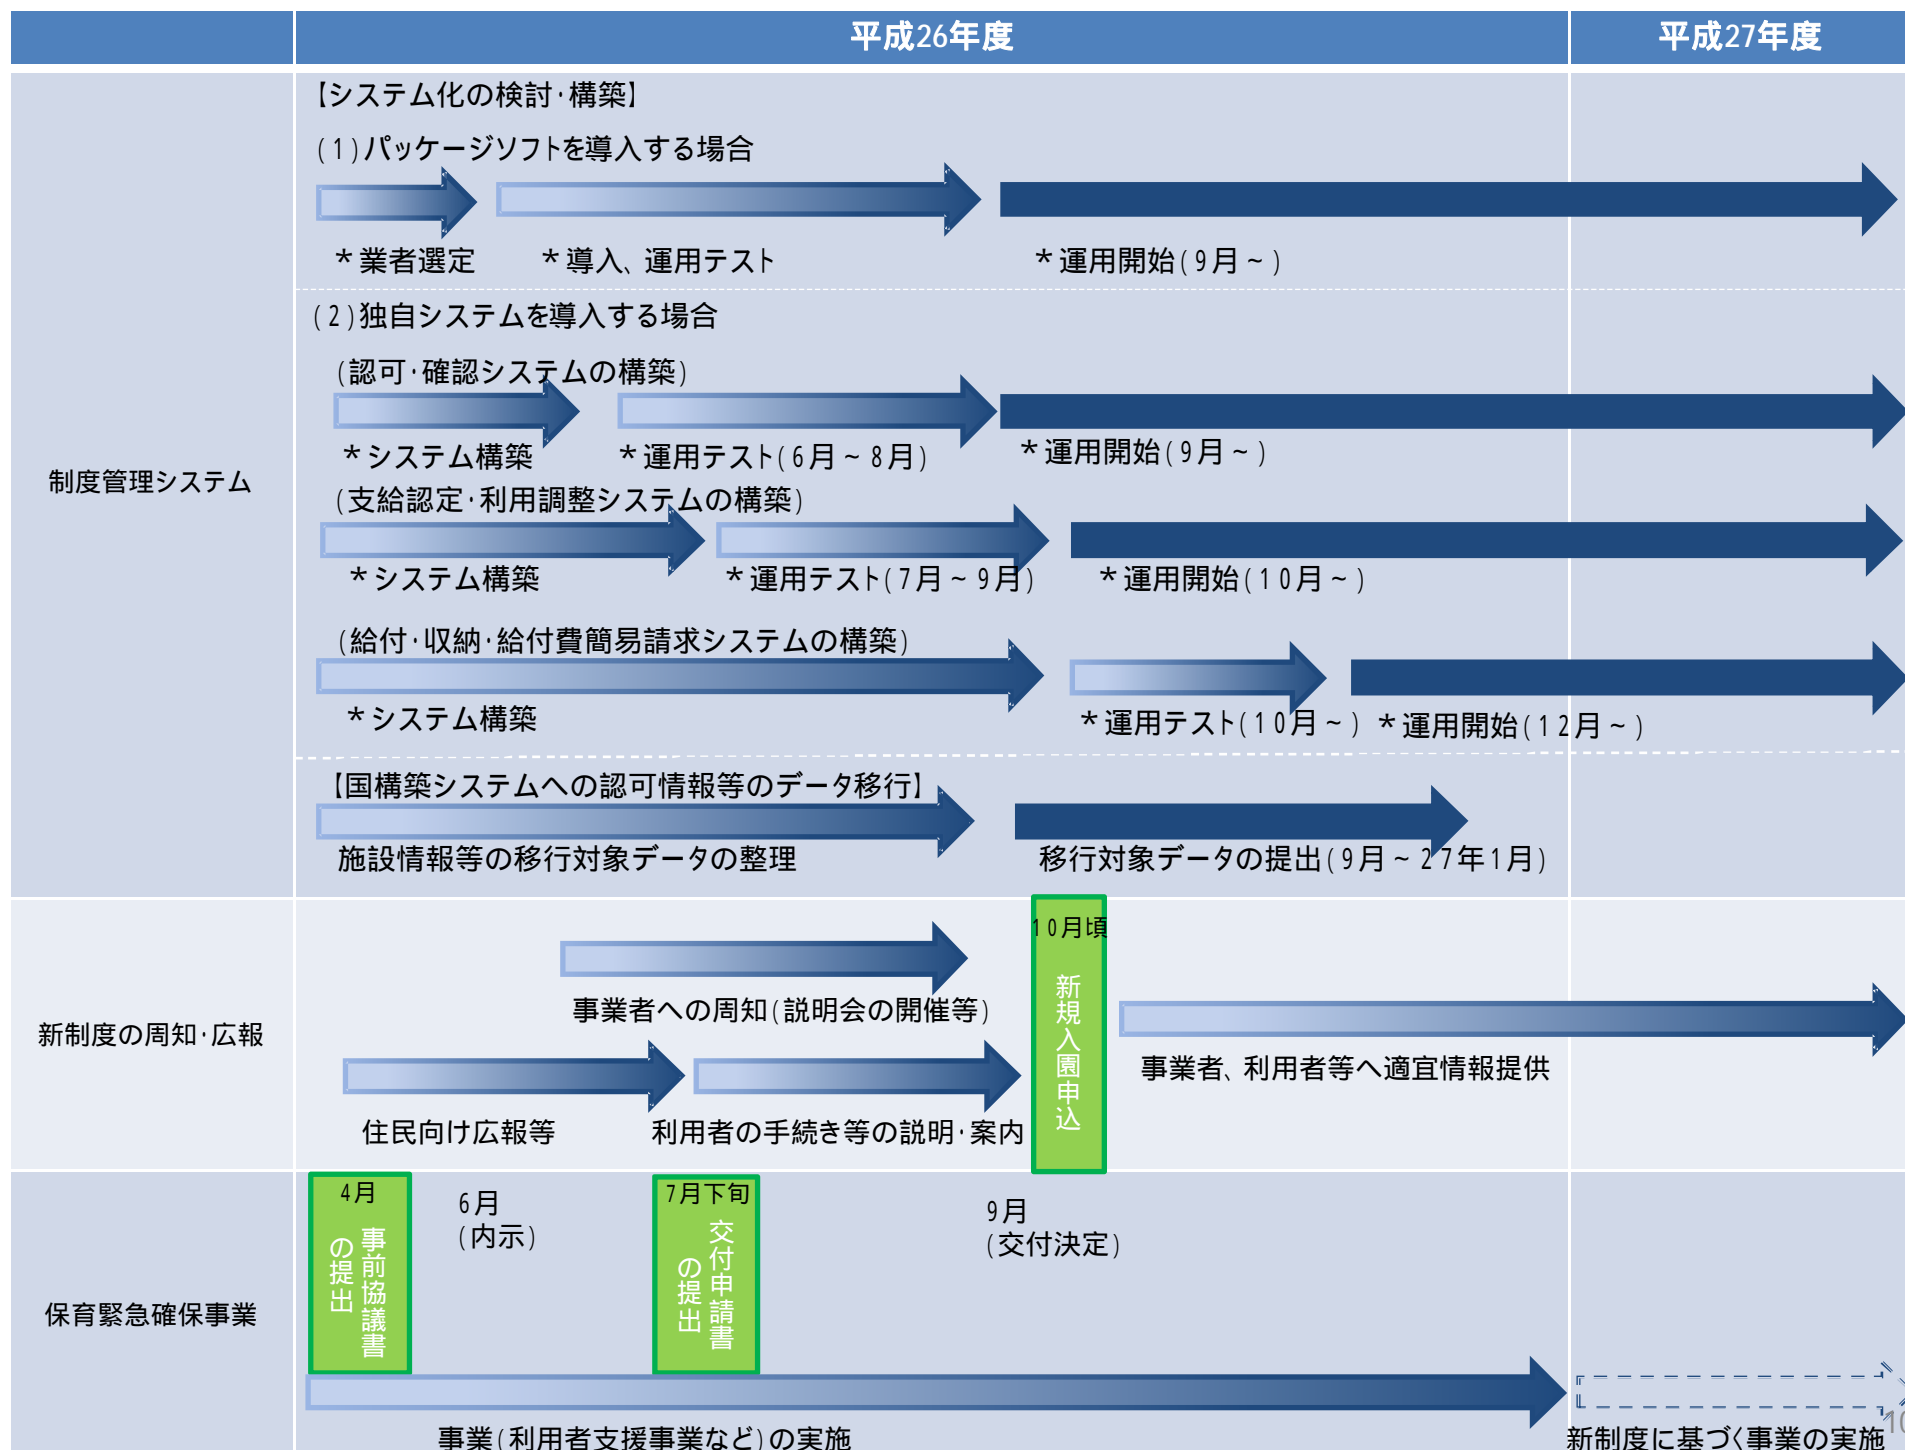 平成26年度
平成27年度
制度管理システム
【システム化の検討・構築】
(1)パッケージソフトを導入する場合
*業者選定
*導入、運用テスト
*運用開始(9月~)
(2)独自システムを導入する場合
(認可・確認システムの構築)
*システム構築
*運用テスト(6月~8月)
*運用開始(9月~)
(支給認定・利用調整システムの構築)
*システム構築
*運用テスト(7月~9月)
*運用開始(10月~)
(給付・収納・給付費簡易請求システムの構築)
*システム構築
*運用テスト(10月~)
*運用開始(12月~)
【国構築システムへの認可情報等のデータ移行】
施設情報等の移行対象データの整理
移行対象データの提出(9月~27年1月)
新制度の周知・広報
事業者への周知(説明会の開催等)
住民向け広報等
利用者の手続き等の説明・案内
10月頃
新規入園申込
事業者、利用者等へ適宜情報提供
保育緊急確保事業
4月
事前協議書
の提出
6月
(内示)
7月下旬
交付申請書
の提出
9月
(交付決定)
事業(利用者支援事業など)の実施
新制度に基づく事業の実施
10